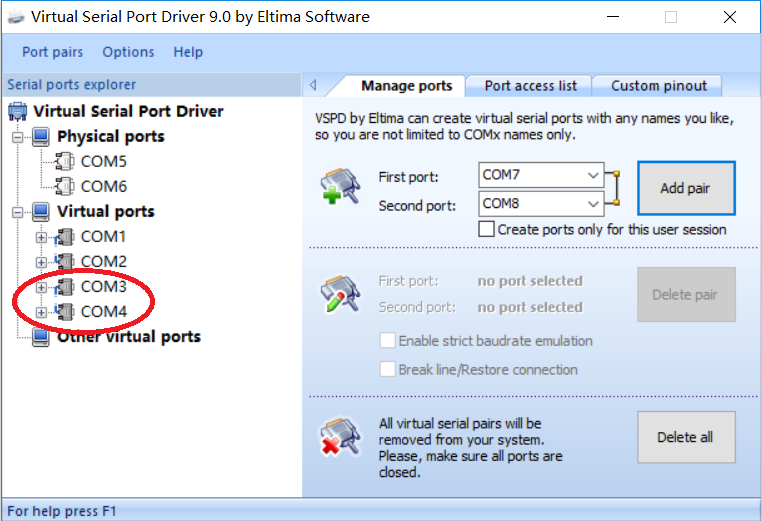 Virtual Serial Port Driver 9.0 by Eltima Software
Port pairs Options Help
Serial ports explorer
Virtual Serial Port Driver
Physical ports
COM5
COM6
Virtual ports
COM1
COM2
COM3
COM4
Other virtual ports
Manage ports Port access list Custom pinout
VSPD by Eltima can create virtual serial ports with any names you like,
so you are not limited to COMx names only.
First port: COM7
Second port: COM8
Add pair
Create ports only for this user session
First port: no port selected
Second port: no port selected
Delete pair
Enable strict baudrate emulation
Break line/Restore connection
All virtual serial pairs will be
removed from your system.
Please, make sure all ports are
closed.
Delete all
For help press F1